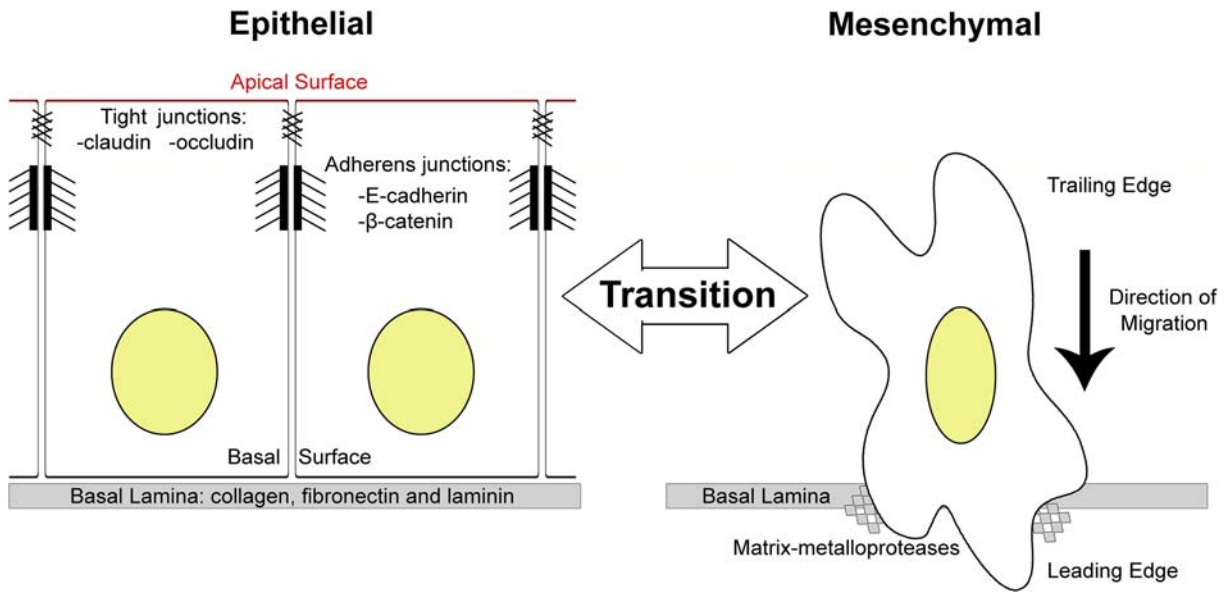 Epithelial
Apical Surface
Tight junctions:
-claudin -occludin
Adherens junctions:
-E-cadherin
-β-catenin
Basal Surface
Basal Lamina: collagen, fibronectin and laminin
Transition
Mesenchymal
Trailing Edge
Direction of
Migration
Basal Lamina
Matrix-metalloproteases
Leading Edge